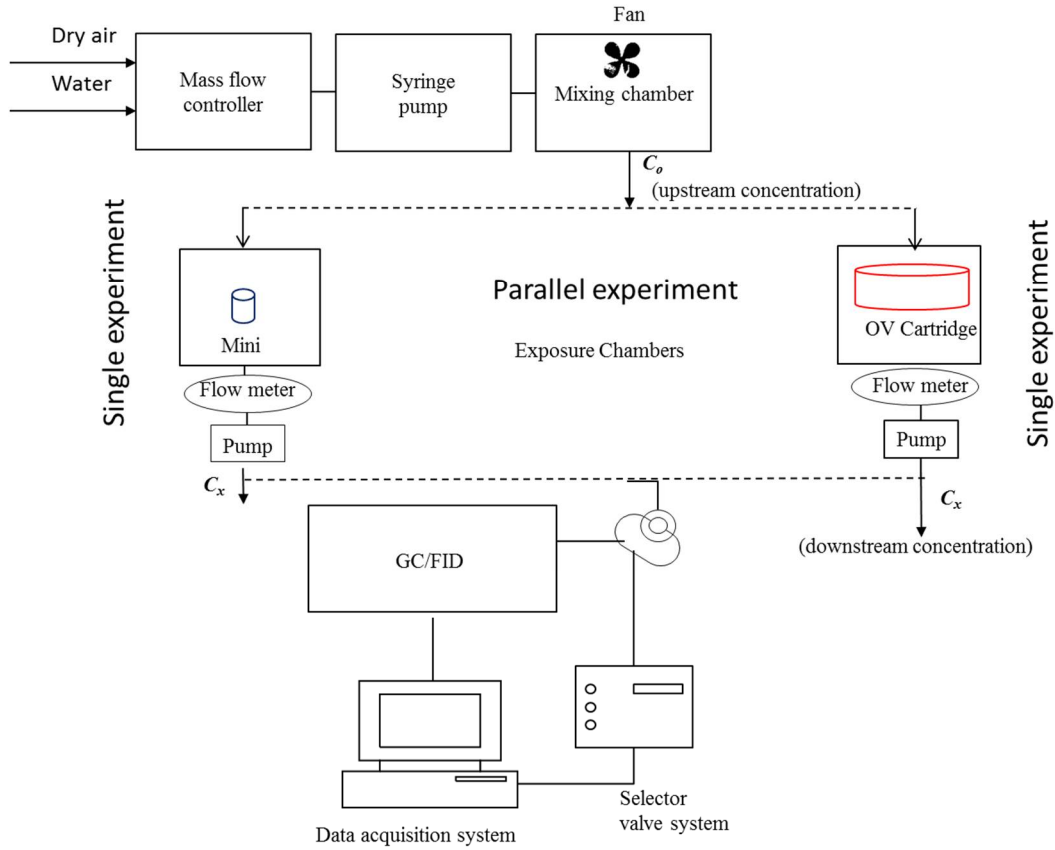 Fan
Dry air
Water
Mass flow
controller
Syringe
pump
Mixing chamber
Co
(upstream concentration)
Single experiment
Parallel experiment
Exposure Chambers
Single experiment
Mini
OV Cartridge
Flow meter
Flow meter
Pump
Pump
Cx
Cx
(downstream concentration)
GC/FID
Selector
valve system
Data acquisition system